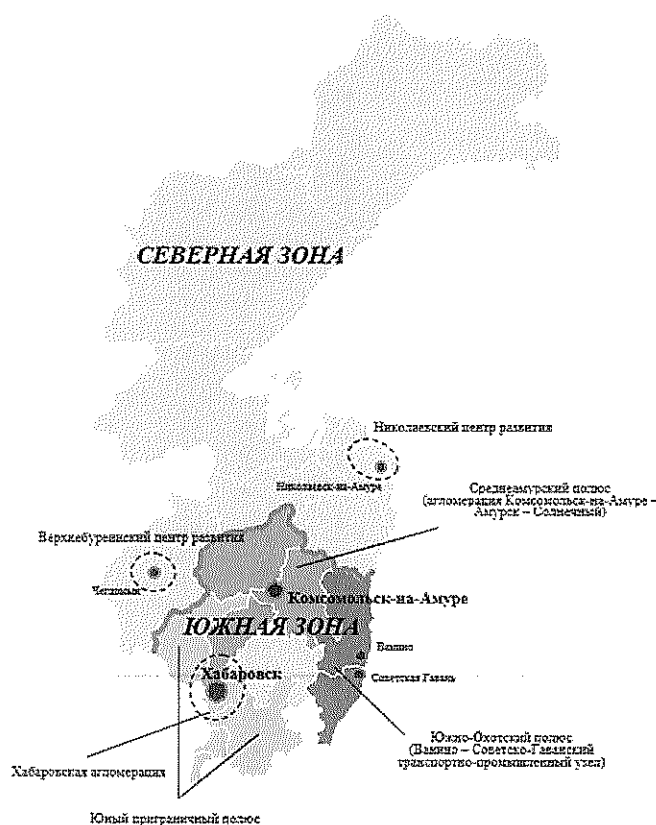 СЕВЕРНАЯ ЗОНА
Николаевский центр развития
Николаевск-на-Амуре
Среднеамурский полюс
(агломерация Комсомольск-на-Амуре –
Амурск – Солнечный)
Верхнебуреинский центр развития
Чегдомын
Комсомольск-на-Амуре
ЮЖНАЯ ЗОНА
Ванино
Хабаровск
Советская Гавань
Южно-Охотский полюс
(Ванино – Советско-Гаванский
транспортно-промышленный узел)
Хабаровская агломерация
Юный приграничный полюс